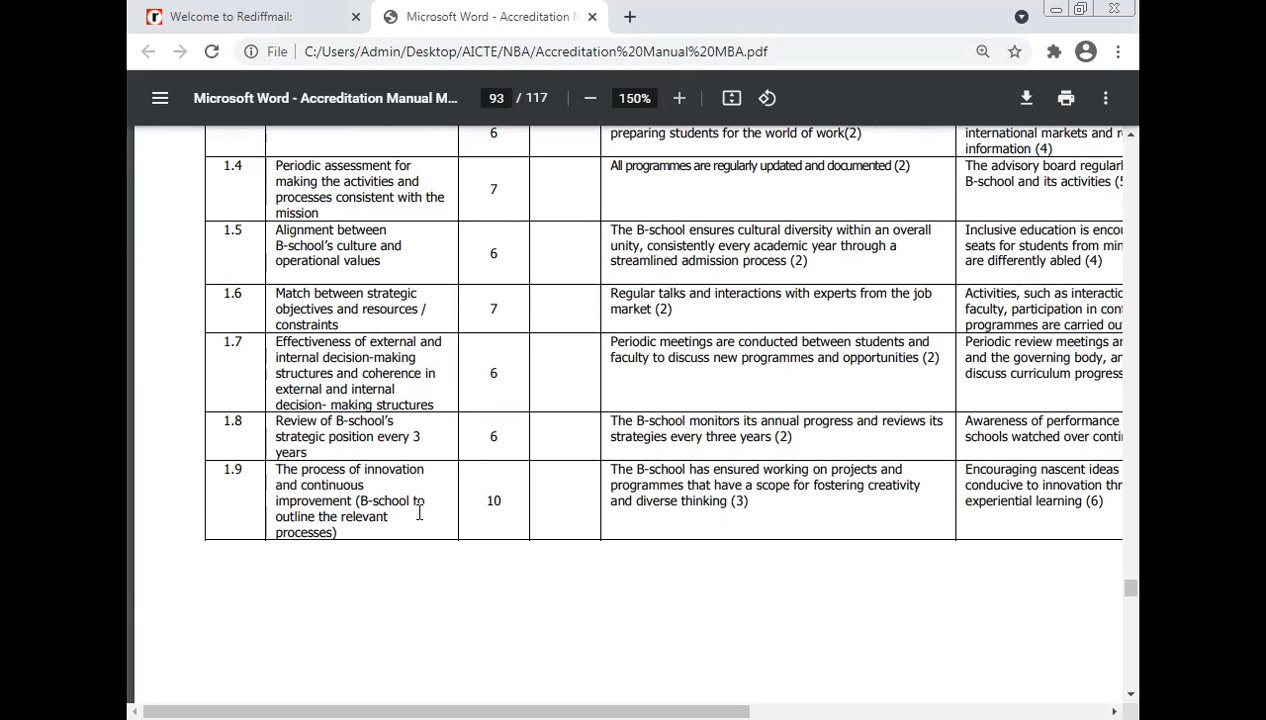 Welcome to Rediffmail:
Microsoft Word - Accreditation M
File
C:/Users/Admin/Desktop/AICTE/NBA/Accreditation%20Manual%20MBA.pdf
Microsoft Word - Accreditation Manual M...
93 / 117
150%
6
preparing students for the world of work(2)
international markets and
information (4)
1.4
Periodic assessment for
making the activities and
processes consistent with the
mission
7
All programmes are regularly updated and documented (2)
The advisory board regular
B-school and its activities (5
1.5
Alignment between
B-school's culture and
operational values
6
The B-school ensures cultural diversity within an overall
unity, consistently every academic year through a
streamlined admission process (2)
Inclusive education is enco
seats for students from min
are differently abled (4)
1.6
Match between strategic
objectives and resources /
constraints
7
Regular talks and interactions with experts from the job
market (2)
Activities, such as interactio
faculty, participation in con
programmes are carried ou
1.7
Effectiveness of external and
internal decision-making
structures and coherence in
external and internal
decision- making structures
6
Periodic meetings are conducted between students and
faculty to discuss new programmes and opportunities (2)
Periodic review meetings a
and the governing body, a
discuss curriculum progress
1.8
Review of B-school's
strategic position every 3
years
6
The B-school monitors its annual progress and reviews its
strategies every three years (2)
Awareness of performance
schools watched over conti
1.9
The process of innovation
and continuous
improvement (B-school to
outline the relevant
processes)
10
The B-school has ensured working on projects and
programmes that have a scope for fostering creativity
and diverse thinking (3)
Encouraging nascent ideas
conducive to innovation thr
experiential learning (6)